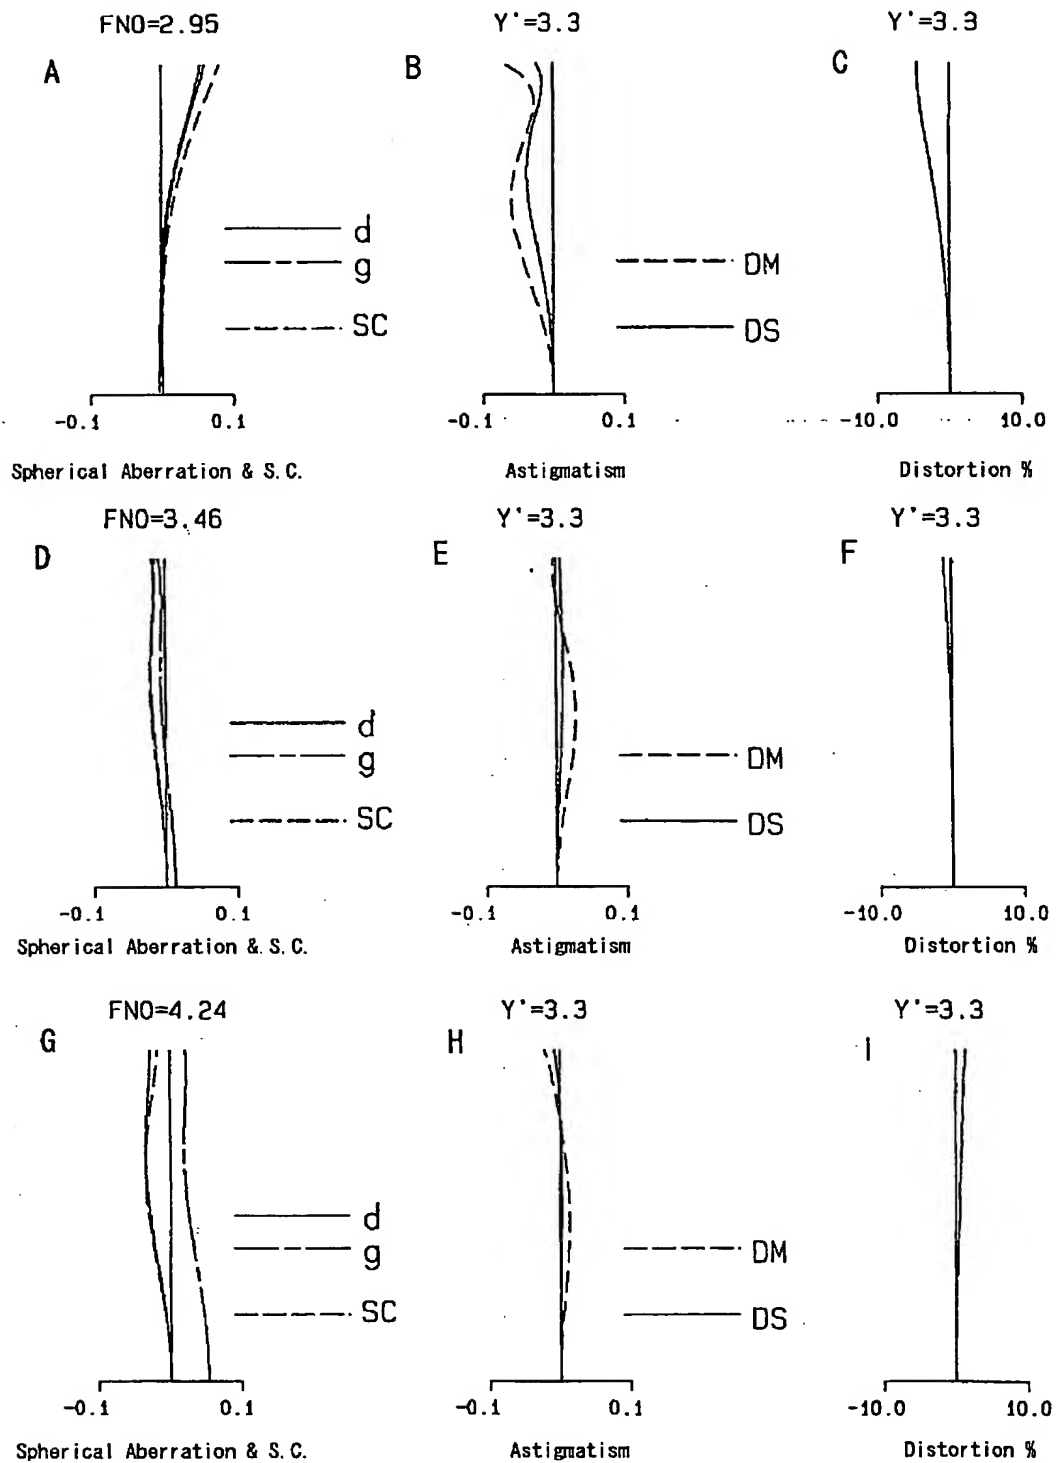 FNO=2.95 Y'=3.3 Y'=3.3
A B C
d
g
SC
DM
DS
-0.1 0.1 -0.1 0.1 -10.0 10.0
Spherical Aberration & S.C. Astigmatism Distortion %
FNO=3.46 Y'=3.3 Y'=3.3
D E F
d
g
SC
DM
DS
-0.1 0.1 -0.1 0.1 -10.0 10.0
Spherical Aberration & S.C. Astigmatism Distortion %
FNO=4.24 Y'=3.3 Y'=3.3
G H I
d
g
SC
DM
DS
-0.1 0.1 -0.1 0.1 -10.0 10.0
Spherical Aberration & S.C. Astigmatism Distortion %